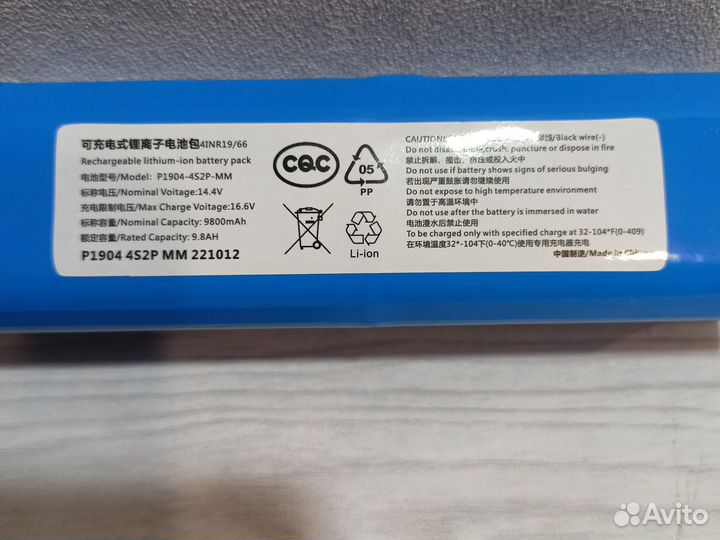 可充电式锂离子电池包4INR19/66
Rechargeable lithium-ion battery pack
电池型号/Model: P1904-4S2P-MM
标称电压/Nominal Voltage:14.4V
充电限制电压/Max Charge Voltage:16.6V
标称容量/Nominal Capacity: 9800mAh
额定容量/Rated Capacity: 9.8AH
P1904 4S2P MM 221012
CQC
05
PP
Li-ion
CAUTION/ /Black wire(-)
Do not disassemble,crush, puncture or dispose in fire
禁止拆解、撞击、挤压或投入火中
Do not use if battery shows signs of serious bulging
若出现严重鼓胀请勿继续使用
Do not expose to high temperature environment
请勿置于高温环境中
Do not use after the battery is immersed in water
电池浸水后禁止使用
To be charged only with specified charge at 32-104°F(0-409)
在环境温度32°-104下(0-40℃)使用专用充电器充电
中国制造/Made in China
Avito